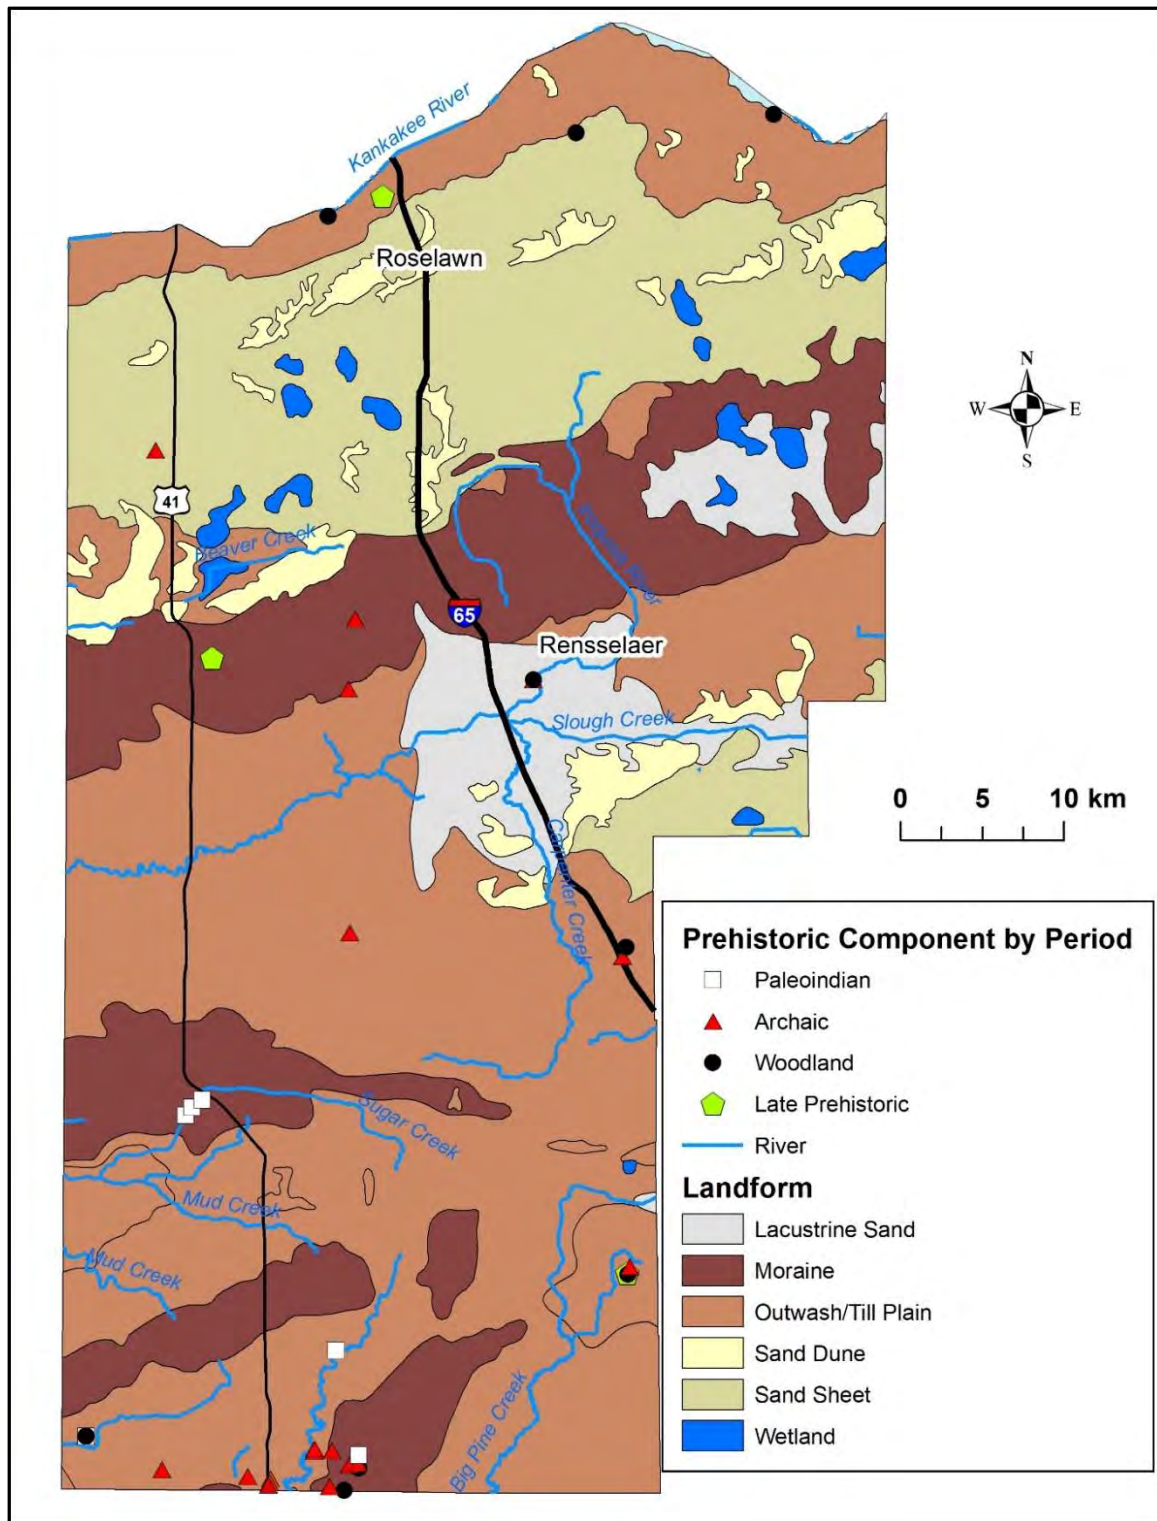 Kankakee River
Roselawn
N
W E
S
41
Beaver Creek
Iroquois River
65
Rensselaer
Slough Creek
0 5 10 km
Carpenter Creek
Sugar Creek
Mud Creek
Mud Creek
Big Pine Creek
Prehistoric Component by Period
Paleoindian
Archaic
Woodland
Late Prehistoric
River
Landform
Lacustrine Sand
Moraine
Outwash/Till Plain
Sand Dune
Sand Sheet
Wetland